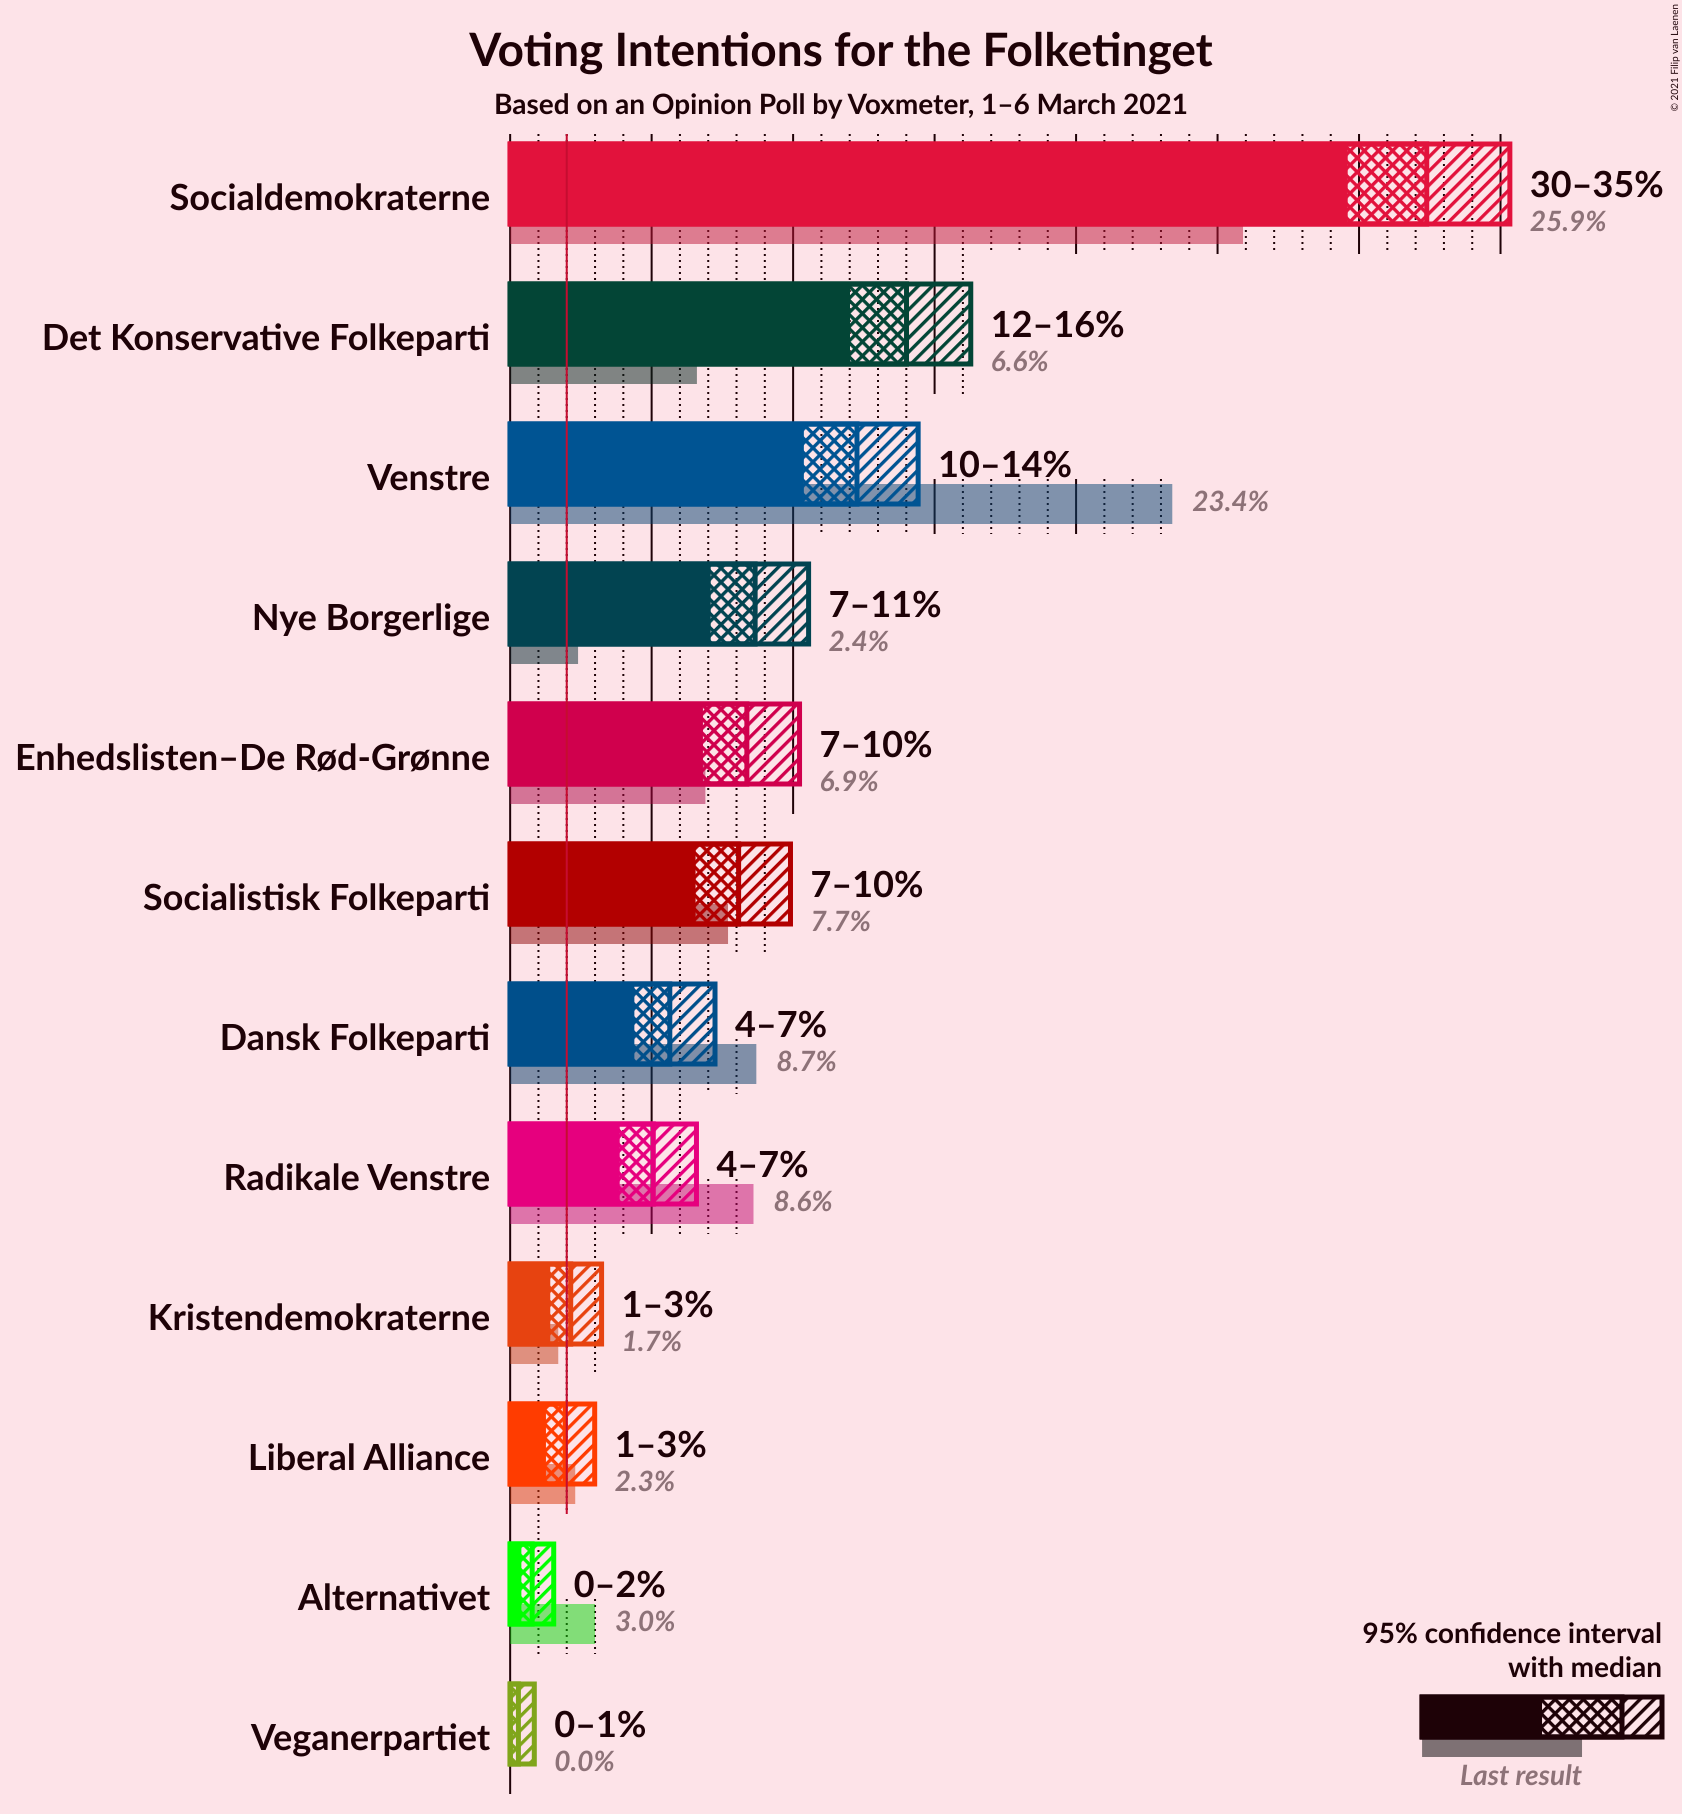 Voting Intentions for the Folketinget
Based on an Opinion Poll by Voxmeter, 1–6 March 2021
© 2021 Filip van Laenen
Socialdemokraterne
30–35%
25.9%
Det Konservative Folkeparti
12–16%
6.6%
Venstre
10–14%
23.4%
Nye Borgerlige
7–11%
2.4%
Enhedslisten–De Rød-Grønne
7–10%
6.9%
Socialistisk Folkeparti
7–10%
7.7%
Dansk Folkeparti
4–7%
8.7%
Radikale Venstre
4–7%
8.6%
Kristendemokraterne
1–3%
1.7%
Liberal Alliance
1–3%
2.3%
Alternativet
0–2%
3.0%
Veganerpartiet
0–1%
0.0%
95% confidence interval
with median
Last result